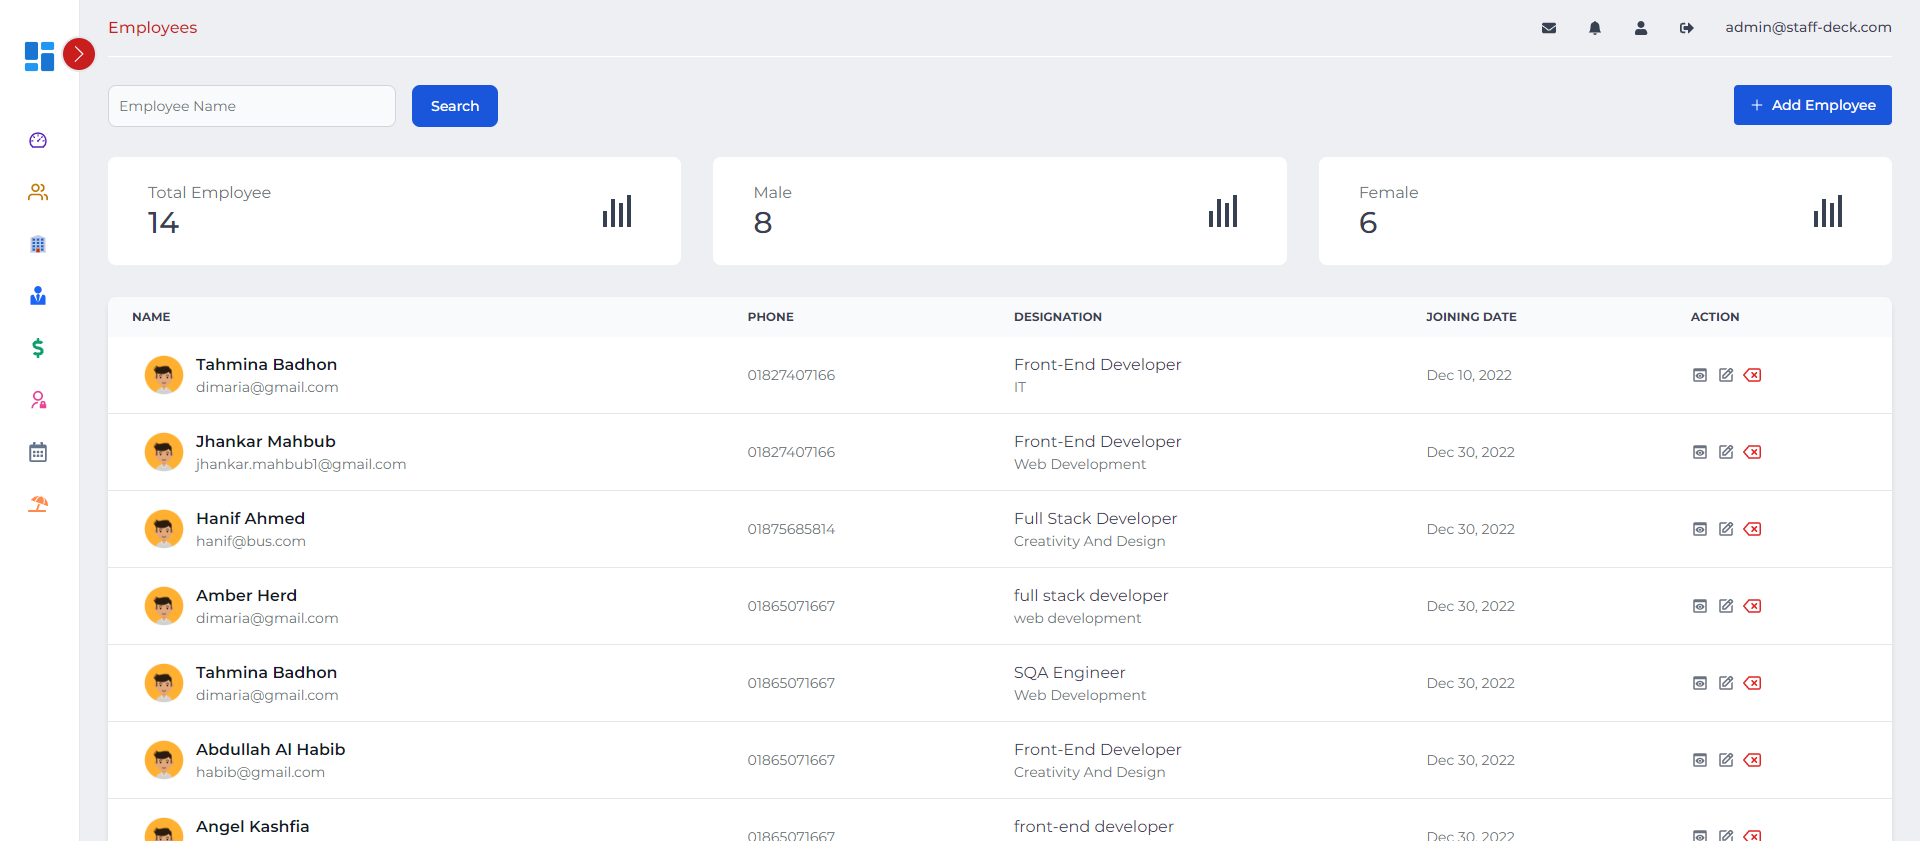 Employees
admin@staff-deck.com
Employee Name
Search
+ Add Employee
Total Employee
14
Male
8
Female
6
NAME PHONE DESIGNATION JOINING DATE ACTION
Tahmina Badhon
dimaria@gmail.com
01827407166
Front-End Developer
IT
Dec 10, 2022
Jhankar Mahbub
jhankar.mahbub1@gmail.com
01827407166
Front-End Developer
Web Development
Dec 30, 2022
Hanif Ahmed
hanif@bus.com
01875685814
Full Stack Developer
Creativity And Design
Dec 30, 2022
Amber Herd
dimaria@gmail.com
01865071667
full stack developer
web development
Dec 30, 2022
Tahmina Badhon
dimaria@gmail.com
01865071667
SQA Engineer
Web Development
Dec 30, 2022
Abdullah Al Habib
habib@gmail.com
01865071667
Front-End Developer
Creativity And Design
Dec 30, 2022
Angel Kashfia
01865071667
front-end developer
Dec 30, 2022